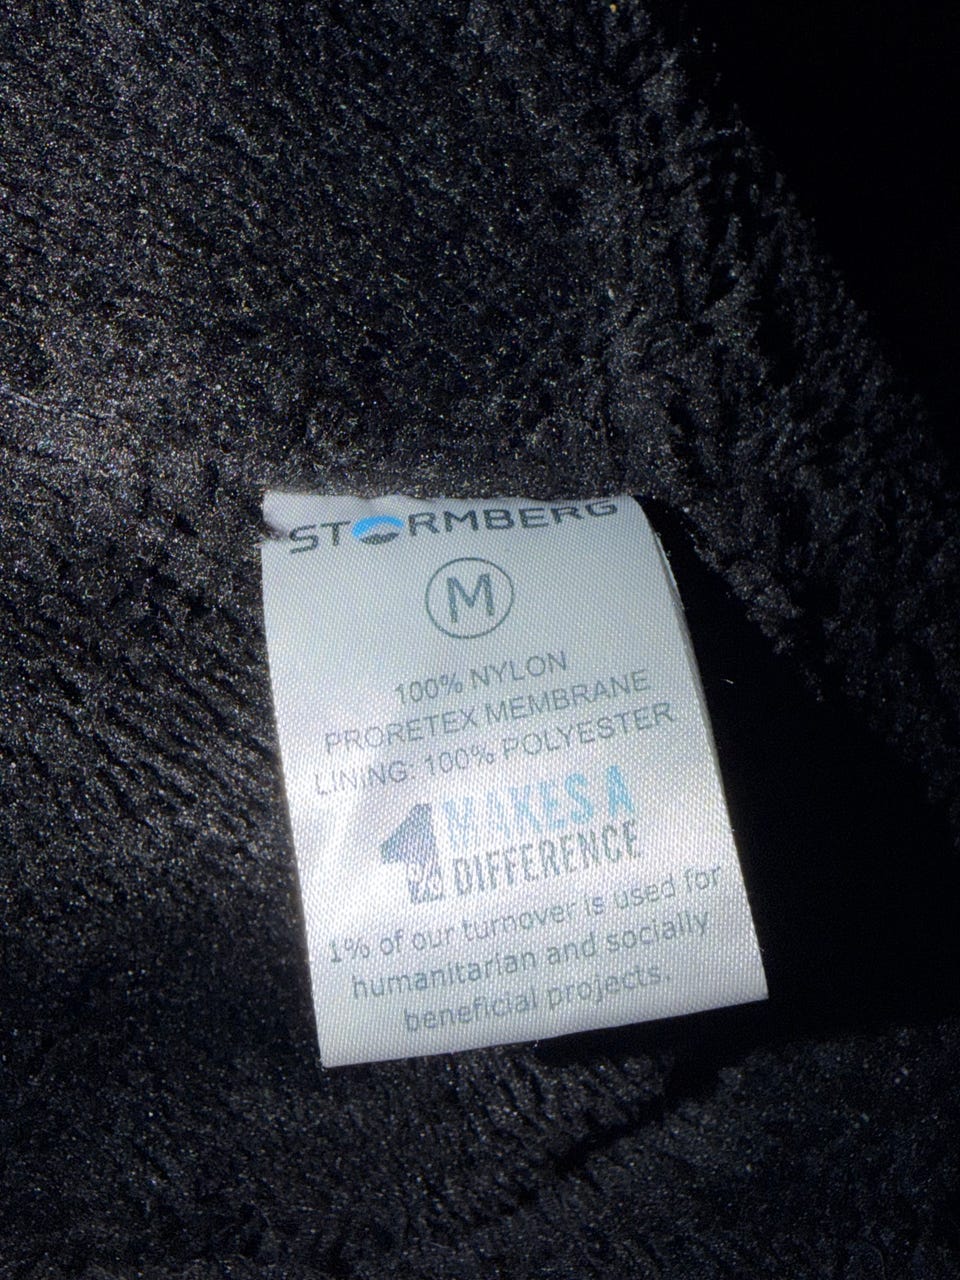 STORMBERG
M
100% NYLON
PRORETEX MEMBRANE
LINING: 100% POLYESTER
1% MAKES A
DIFFERENCE
1% of our turnover is used for
humanitarian and socially
beneficial projects.